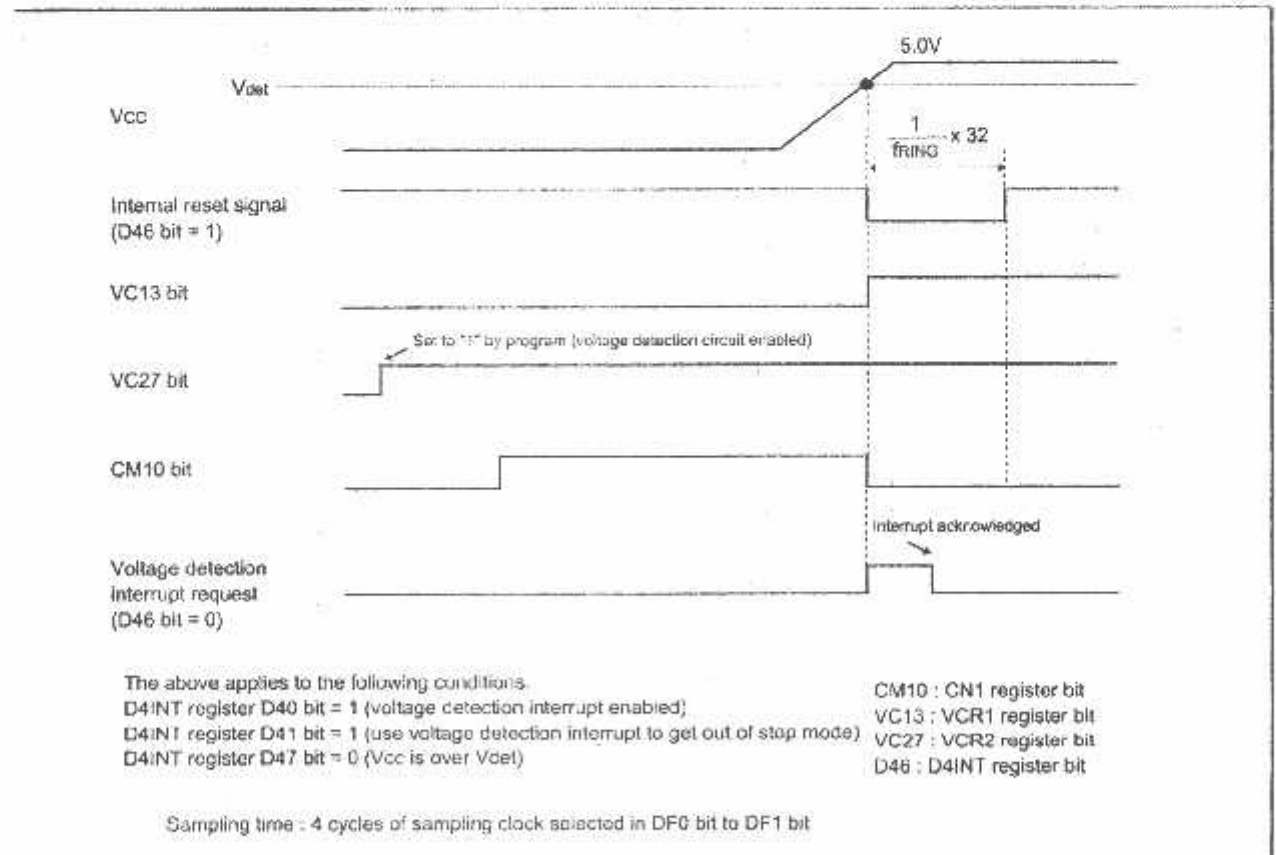 5.0V
Vdet
Vcc
1
fRING
x 32
Internal reset signal
(D46 bit = 1)
VC13 bit
Set to "1" by program (voltage detection circuit enabled)
VC27 bit
CM10 bit
Interrupt acknowledged
Voltage detection
interrupt request
(D46 bit = 0)
The above applies to the following conditions.
D4INT register D40 bit = 1 (voltage detection interrupt enabled)
D4INT register D41 bit = 1 (use voltage detection interrupt to get out of stop mode)
D4INT register D47 bit = 0 (Vcc is over Vdet)
CM10 : CN1 register bit
VC13 : VCR1 register bit
VC27 : VCR2 register bit
D46 : D4INT register bit
Sampling time : 4 cycles of sampling clock selected in DF0 bit to DF1 bit